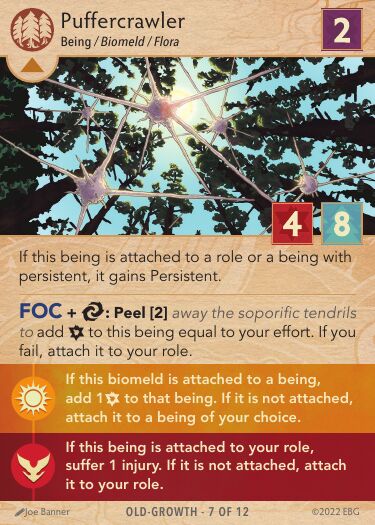 Puffercrawler
Being / Biomeld / Flora
2
4 8
If this being is attached to a role or a being with
persistent, it gains Persistent.
FOC + : Peel [2] away the soporific tendrils
to add to this being equal to your effort. If you
fail, attach it to your role.
If this biomeld is attached to a being,
add 1 to that being. If it is not attached,
attach it to a being of your choice.
If this being is attached to your role,
suffer 1 injury. If it is not attached, attach
it to your role.
Joe Banner OLD-GROWTH - 7 OF 12 ©2022 EBG